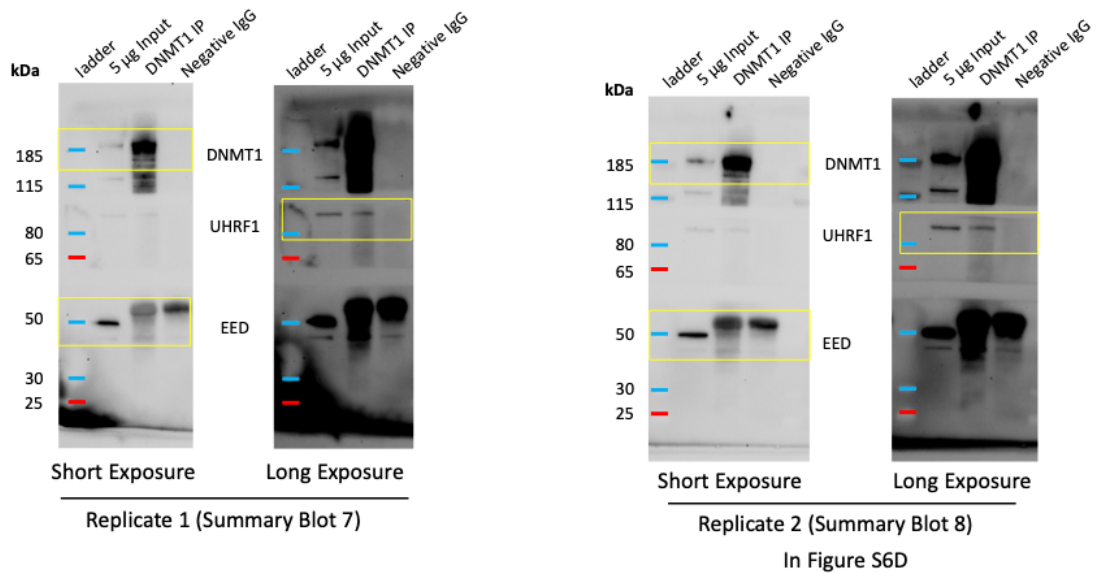 ladder
5 µg Input
DNMT1 IP
Negative IgG
ladder
5 µg Input
DNMT1 IP
Negative IgG
kDa
185
115
80
65
50
30
25
DNMT1
UHRF1
EED
Short Exposure
Long Exposure
Replicate 1 (Summary Blot 7)
ladder
5 µg Input
DNMT1 IP
Negative IgG
ladder
5 µg Input
DNMT1 IP
Negative IgG
kDa
185
115
80
65
50
30
25
DNMT1
UHRF1
EED
Short Exposure
Long Exposure
Replicate 2 (Summary Blot 8)
In Figure S6D